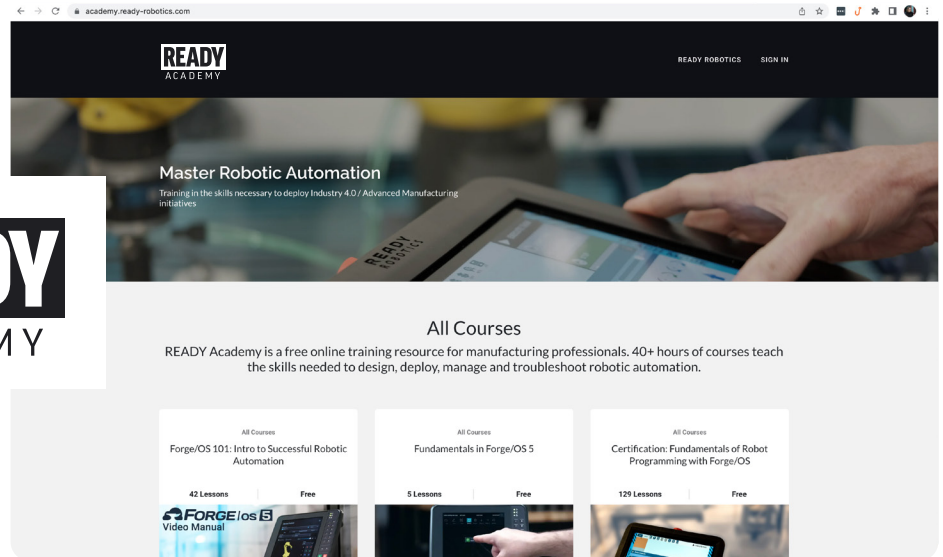 academy.ready-robotics.com
READY
ACADEMY
READY ROBOTICS
SIGN IN
Master Robotic Automation
Training in the skills necessary to deploy Industry 4.0 / Advanced Manufacturing
initiatives
READY
ROBOTICS
DY
MY
All Courses
READY Academy is a free online training resource for manufacturing professionals. 40+ hours of courses teach
the skills needed to design, deploy, manage and troubleshoot robotic automation.
All Courses
Forge/OS 101: Intro to Successful Robotic
Automation
42 Lessons
Free
FORGE/OS 5
Video Manual
All Courses
Fundamentals in Forge/OS 5
5 Lessons
Free
All Courses
Certification: Fundamentals of Robot
Programming with Forge/OS
129 Lessons
Free